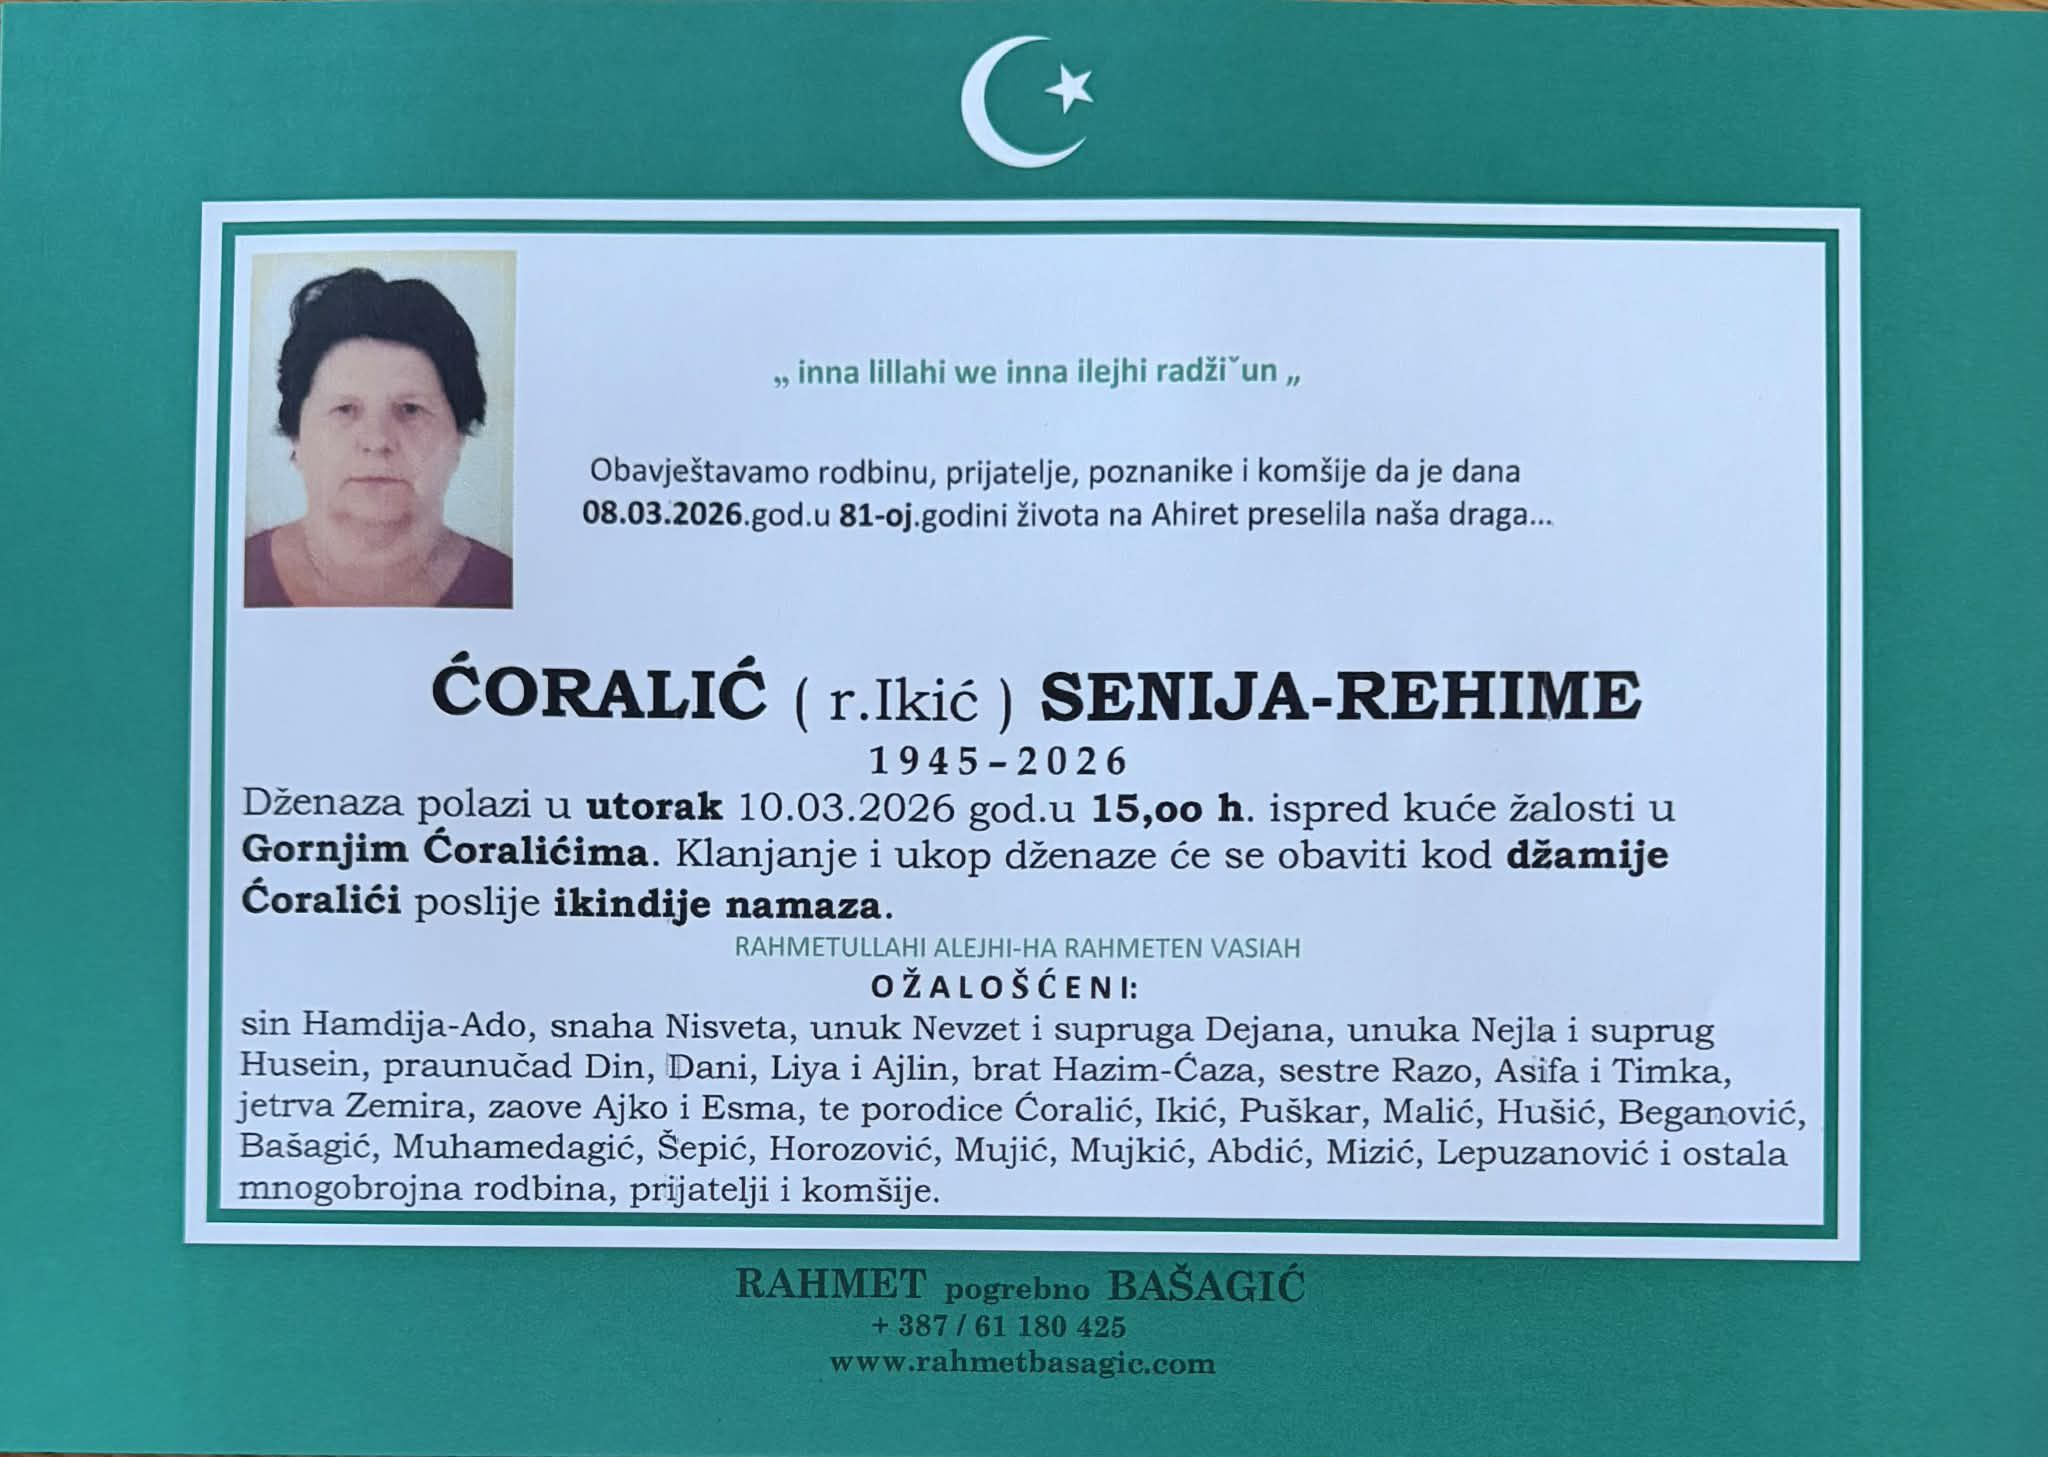 „ inna lillahi we inna ilejhi radžiˇun „
Obavještavamo rodbinu, prijatelje, poznanike i komšije da je dana
08.03.2026.god.u 81-oj.godini života na Ahiret preselila naša draga...
ĆORALIĆ ( r.Ikić ) SENIJA-REHIME
1945–2026
Dženaza polazi u utorak 10.03.2026 god.u 15,oo h. ispred kuće žalosti u
Gornjim Ćoralićima. Klanjanje i ukop dženaze će se obaviti kod džamije
Ćoralići poslije ikindije namaza.
RAHMETULLAHI ALEJHI-HA RAHMETEN VASIAH
OŽALOŠĆENI:
sin Hamdija-Ado, snaha Nisveta, unuk Nevzet i supruga Dejana, unuka Nejla i suprug
Husein, praunučad Din, Dani, Liya i Ajlin, brat Hazim-Ćaza, sestre Razo, Asifa i Timka,
jetrva Zemira, zaove Ajko i Esma, te porodice Ćoralić, Ikić, Puškar, Malić, Hušić, Beganović,
Bašagić, Muhamedagić, Šepić, Horozović, Mujić, Mujkić, Abdić, Mizić, Lepuzanović i ostala
mnogobrojna rodbina, prijatelji i komšije.
RAHMET pogrebno BAŠAGIĆ
+ 387 / 61 180 425
www.rahmetbasagic.com